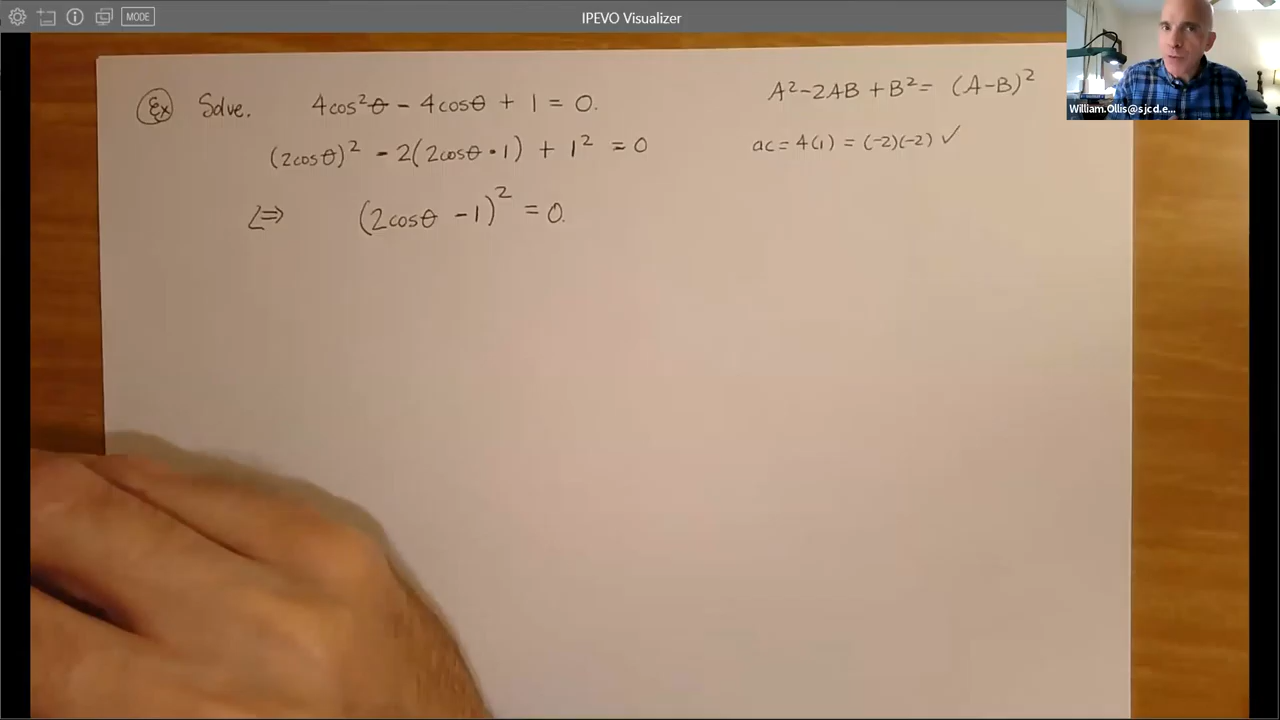 MODE
IPEVO Visualizer
William.Ollis@sjcd.e...
Ex Solve. 4cos²θ - 4cosθ + 1 = 0.
(2cosθ)² - 2(2cosθ·1) + 1² = 0
⟺ (2cosθ - 1)² = 0.
A² - 2AB + B² = (A-B)²
ac = 4(1) = (-2)(-2) ✓